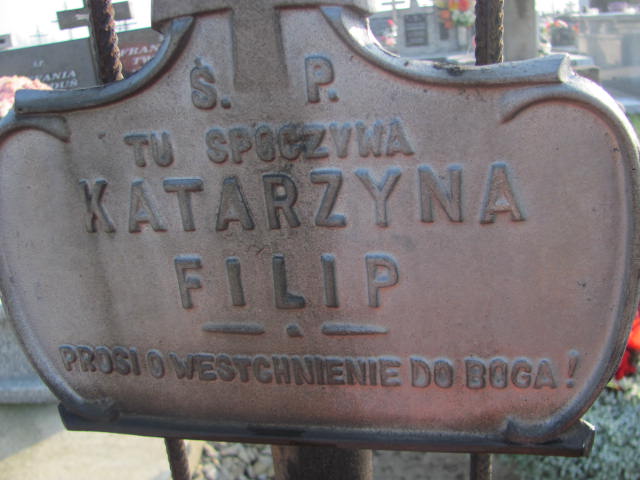 Ś. P.
TU SPOCZYWA
KATARZYNA
FILIP
PROSI O WESTCHNIENIE DO BOGA!